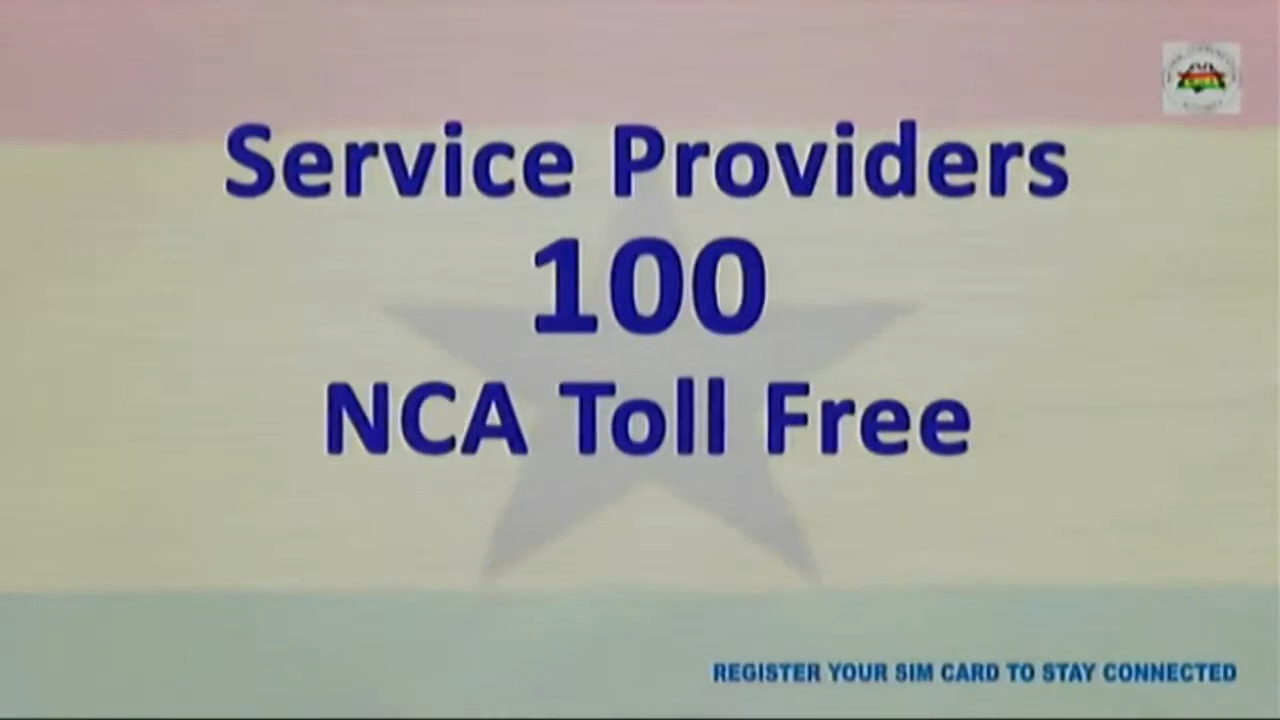 Service Providers
100
NCA Toll Free
REGISTER YOUR SIM CARD TO STAY CONNECTED